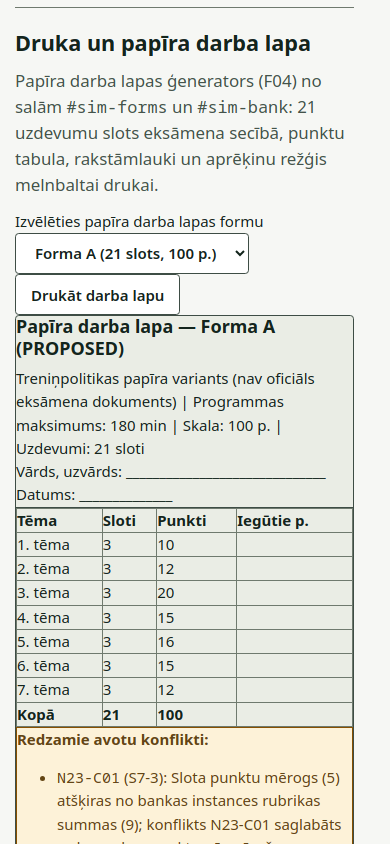 Druka un papīra darba lapa
Papīra darba lapas ģenerators (F04) no
salām #sim-forms un #sim-bank: 21
uzdevumu slots eksāmena secībā, punktu
tabula, rakstāmlauki un aprēķinu režģis
melnbaltai drukai.
Izvēlēties papīra darba lapas formu
Forma A (21 slots, 100 p.)
Drukāt darba lapu
Papīra darba lapa — Forma A
(PROPOSED)
Treniņpolitikas papīra variants (nav oficiāls
eksāmena dokuments) | Programmas
maksimums: 180 min | Skala: 100 p. |
Uzdevumi: 21 sloti
Vārds, uzvārds: ______________________________
Datums: ______________
Tēma Sloti Punkti Iegūtie p.
1. tēma 3 10
2. tēma 3 12
3. tēma 3 20
4. tēma 3 15
5. tēma 3 16
6. tēma 3 15
7. tēma 3 12
Kopā 21 100
Redzamie avotu konflikti:
• N23-C01 (S7-3): Slota punktu mērogs (5)
atšķiras no bankas instances rubrikas
summas (9); konflikts N23-C01 saglabāts